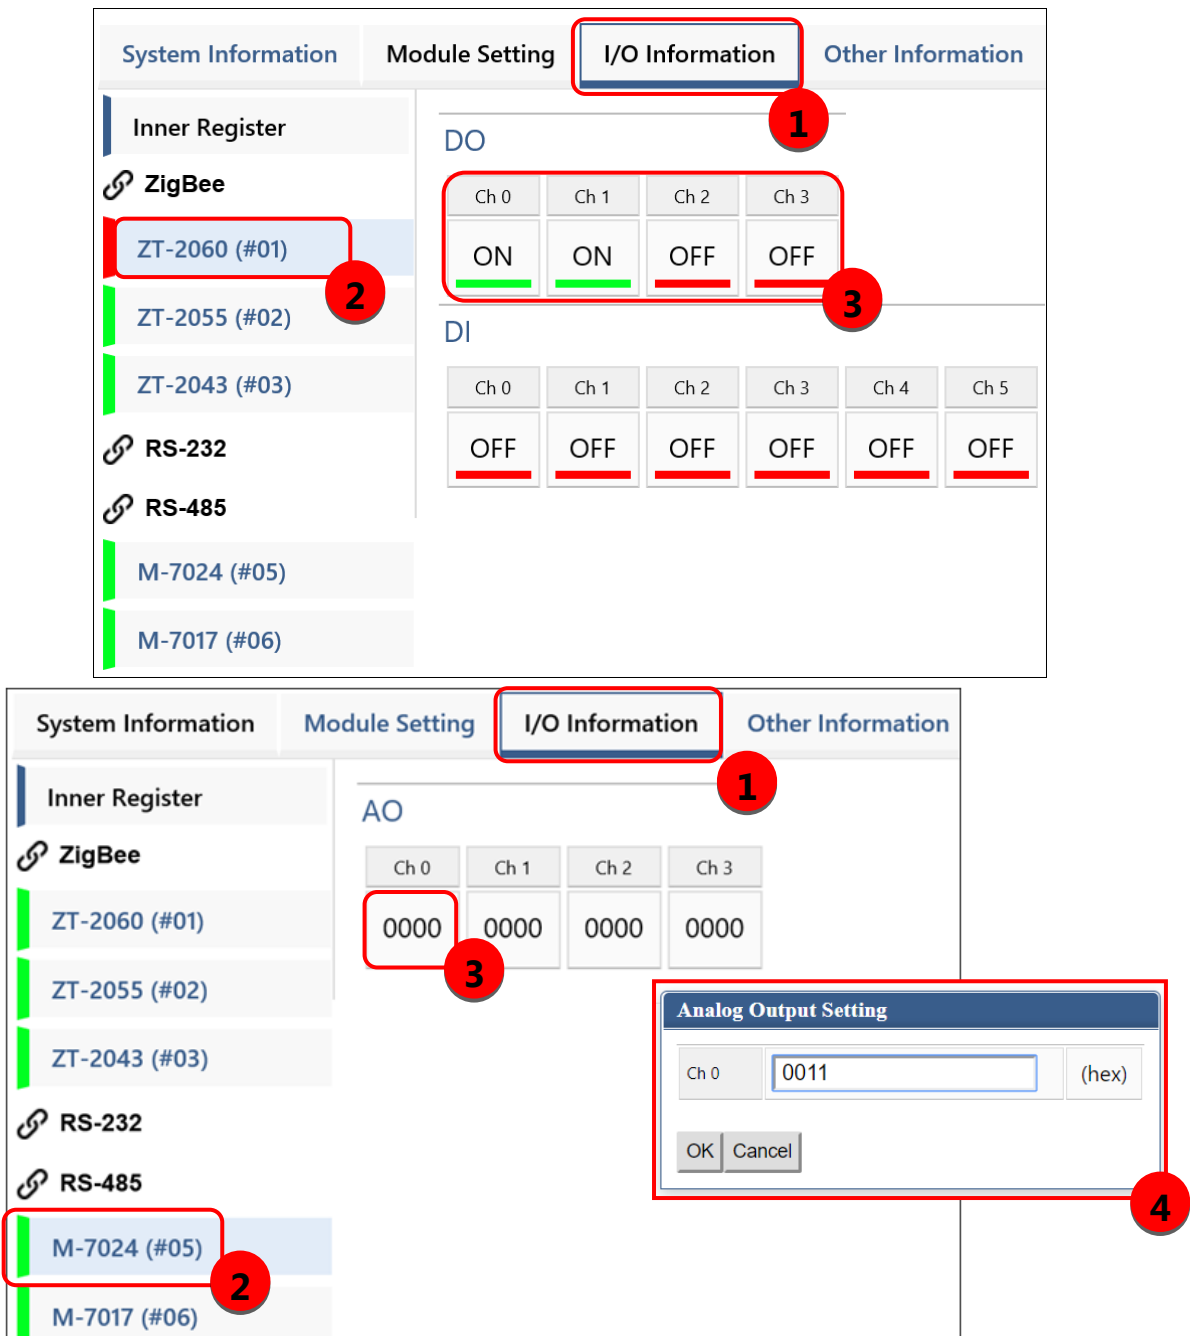 System Information Module Setting I/O Information Other Information
1
Inner Register
ZigBee
ZT-2060 (#01)
2
ZT-2055 (#02)
ZT-2043 (#03)
RS-232
RS-485
M-7024 (#05)
M-7017 (#06)
DO
Ch 0 Ch 1 Ch 2 Ch 3
ON ON OFF OFF
3
DI
Ch 0 Ch 1 Ch 2 Ch 3 Ch 4 Ch 5
OFF OFF OFF OFF OFF OFF
System Information Module Setting I/O Information Other Information
1
Inner Register
ZigBee
ZT-2060 (#01)
ZT-2055 (#02)
ZT-2043 (#03)
RS-232
RS-485
M-7024 (#05)
2
M-7017 (#06)
AO
Ch 0 Ch 1 Ch 2 Ch 3
0000 0000 0000 0000
3
Analog Output Setting
Ch 0 0011 (hex)
OK Cancel
4